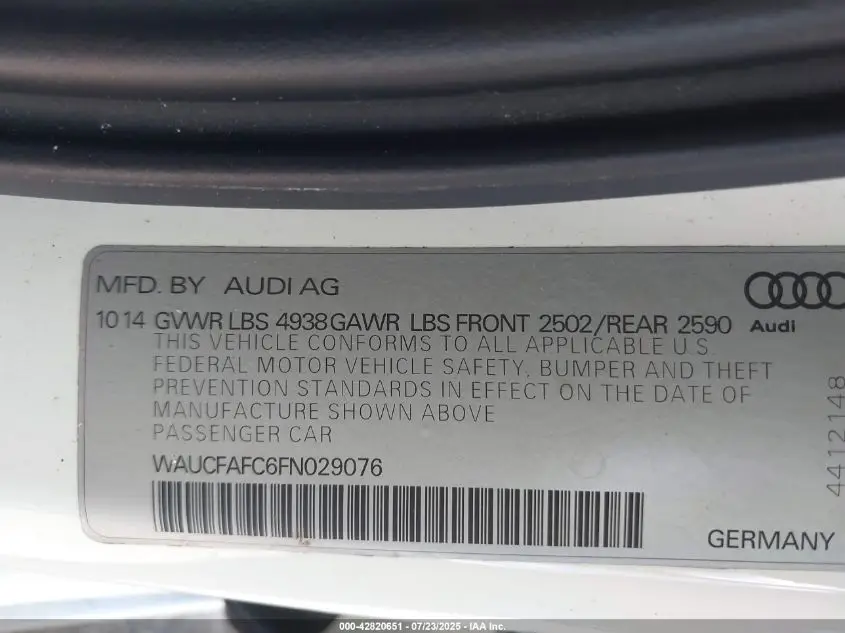 MFD. BY AUDI AG
10 14 GVWR LBS 4938 GAWR LBS FRONT 2502/REAR 2590
Audi
THIS VEHICLE CONFORMS TO ALL APPLICABLE U.S.
FEDERAL MOTOR VEHICLE SAFETY, BUMPER AND THEFT
PREVENTION STANDARDS IN EFFECT ON THE DATE OF
MANUFACTURE SHOWN ABOVE
PASSENGER CAR
WAUCFAFC6FN029076
4412148
GERMANY
000-42820651 - 07/23/2025 - IAA Inc.